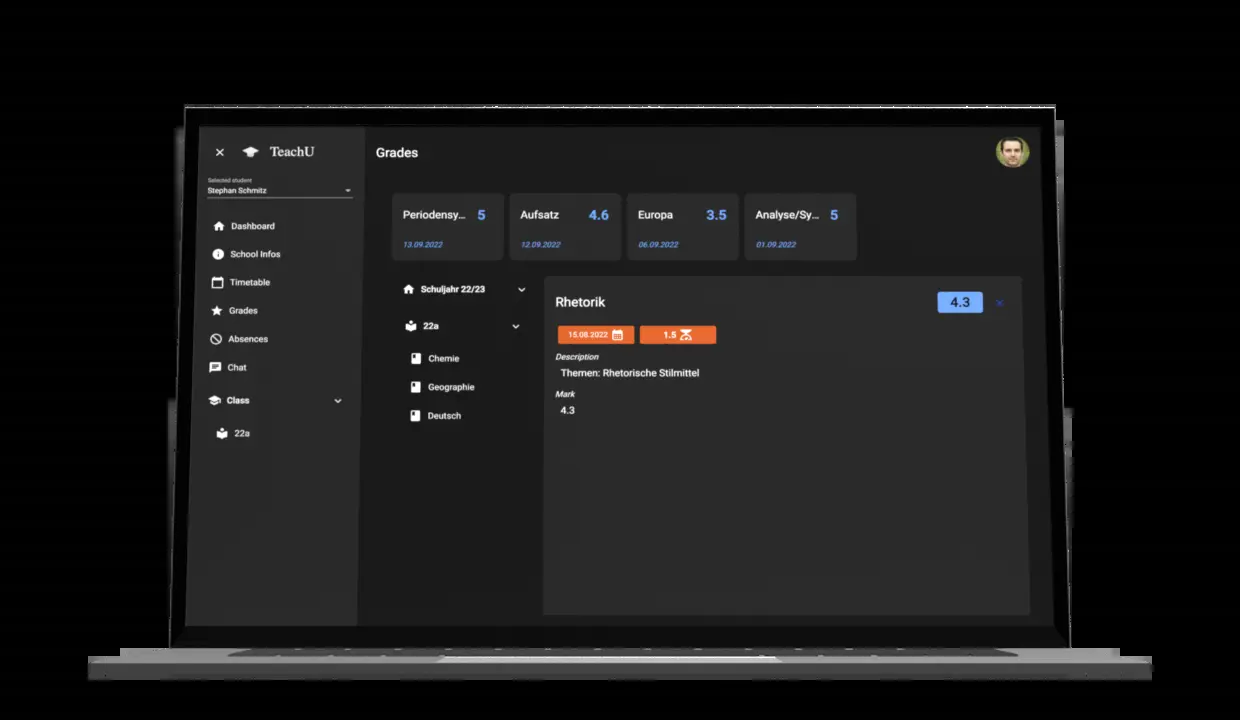 TeachU
Selected student
Stephan Schmitz
Dashboard
School Infos
Timetable
Grades
Absences
Chat
Class
22a
Grades
Periodensy... 5
13.09.2022
Aufsatz 4.6
12.09.2022
Europa 3.5
06.09.2022
Analyse/Sy... 5
01.09.2022
Schuljahr 22/23
22a
Chemie
Geographie
Deutsch
Rhetorik 4.3
15.08.2022 1.5
Description
Themen: Rhetorische Stilmittel
Mark
4.3